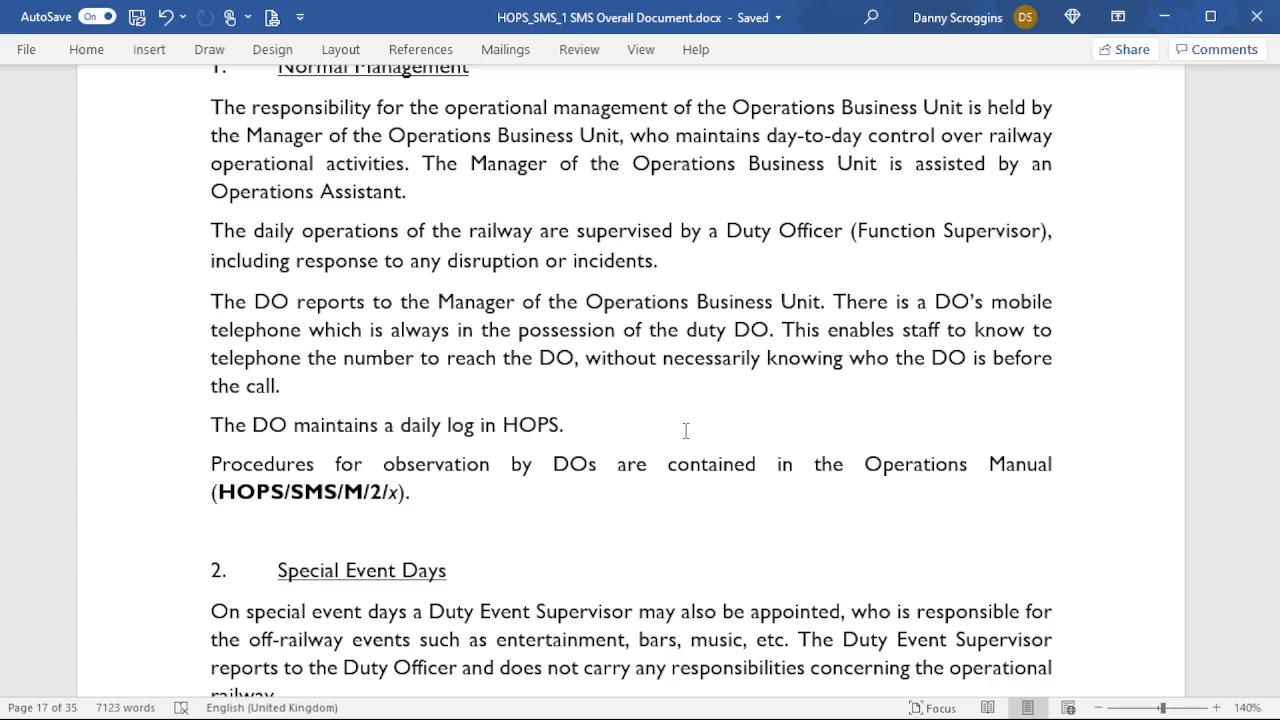 AutoSave On HOPS_SMS_1 SMS Overall Document.docx - Saved Danny Scroggins DS
File Home Insert Draw Design Layout References Mailings Review View Help Share Comments
1. Normal Management
The responsibility for the operational management of the Operations Business Unit is held by
the Manager of the Operations Business Unit, who maintains day-to-day control over railway
operational activities. The Manager of the Operations Business Unit is assisted by an
Operations Assistant.
The daily operations of the railway are supervised by a Duty Officer (Function Supervisor),
including response to any disruption or incidents.
The DO reports to the Manager of the Operations Business Unit. There is a DO's mobile
telephone which is always in the possession of the duty DO. This enables staff to know to
telephone the number to reach the DO, without necessarily knowing who the DO is before
the call.
The DO maintains a daily log in HOPS.
Procedures for observation by DOs are contained in the Operations Manual
(HOPS/SMS/M/2/x).
2. Special Event Days
On special event days a Duty Event Supervisor may also be appointed, who is responsible for
the off-railway events such as entertainment, bars, music, etc. The Duty Event Supervisor
reports to the Duty Officer and does not carry any responsibilities concerning the operational
railway.
Page 17 of 35 7123 words English (United Kingdom) Focus 140%